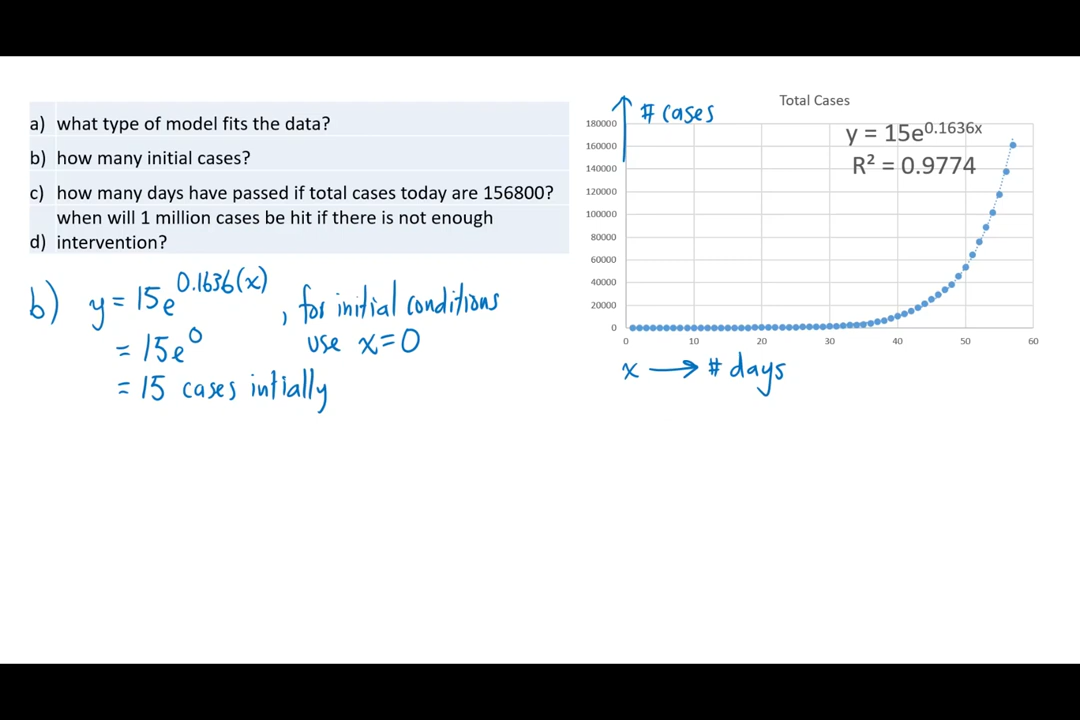 a) what type of model fits the data?
b) how many initial cases?
c) how many days have passed if total cases today are 156800?
when will 1 million cases be hit if there is not enough
d) intervention?
b) y = 15e^0.1636(x) , for initial conditions
= 15e^0 use x=0
= 15 cases intially
# cases
Total Cases
y = 15e^0.1636x
R² = 0.9774
180000
160000
140000
120000
100000
80000
60000
40000
20000
0
0 10 20 30 40 50 60
x → # days